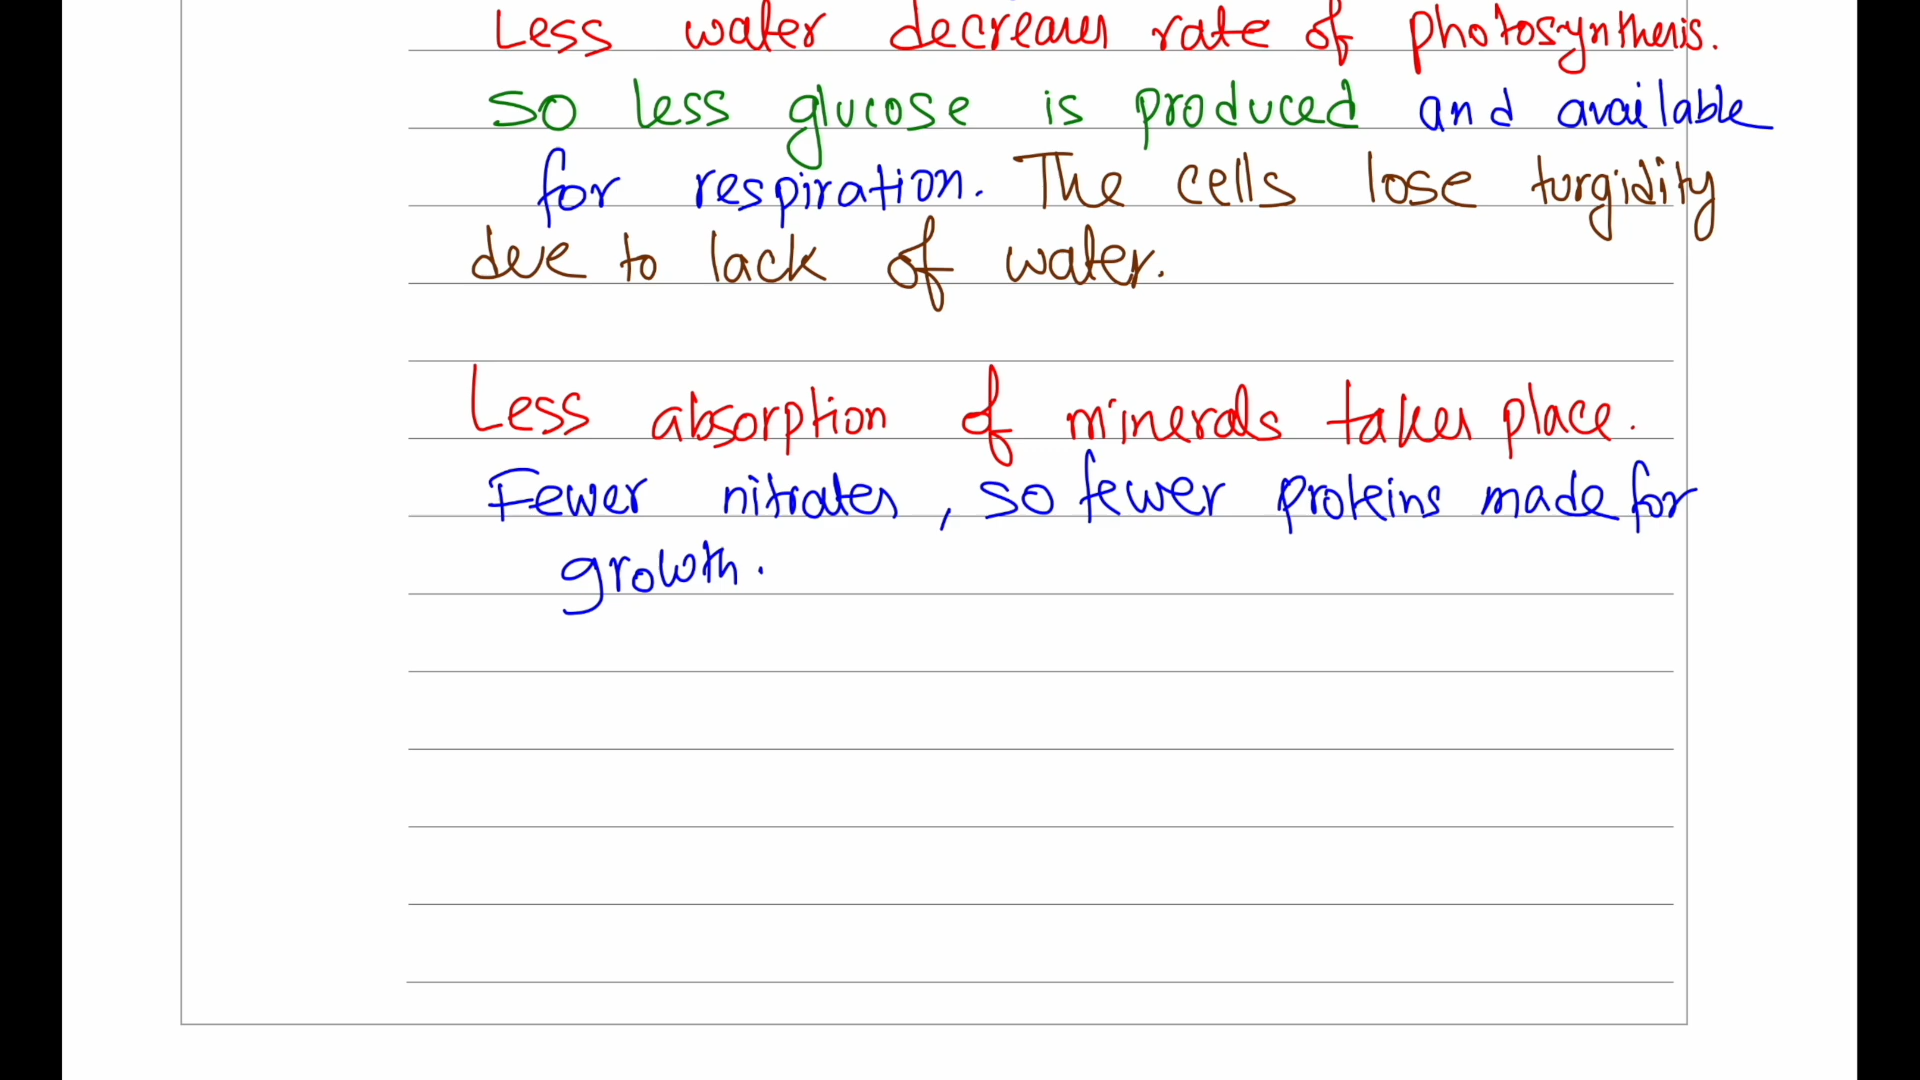 Less water decreases rate of photosynthesis.
So less glucose is produced and available
for respiration. The cells lose turgidity
due to lack of water.
Less absorption of minerals takes place.
Fewer nitrates, so fewer proteins made for
growth.